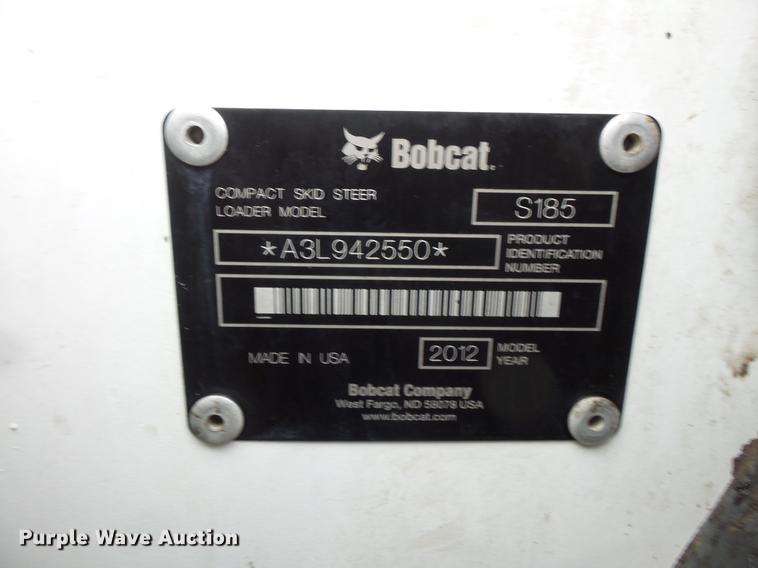 Bobcat.
COMPACT SKID STEER
LOADER MODEL
S185
*A3L942550*
PRODUCT
IDENTIFICATION
NUMBER
MADE IN USA
2012
MODEL
YEAR
Bobcat Company
West Fargo, ND 58078 USA
www.bobcat.com
Purple Wave Auction